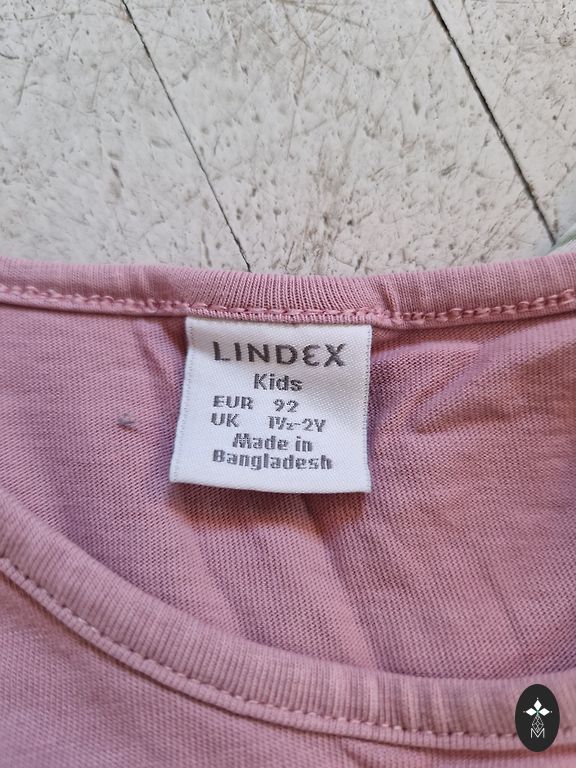 LINDEX
Kids
EUR 92
UK 1½-2Y
Made in
Bangladesh
M